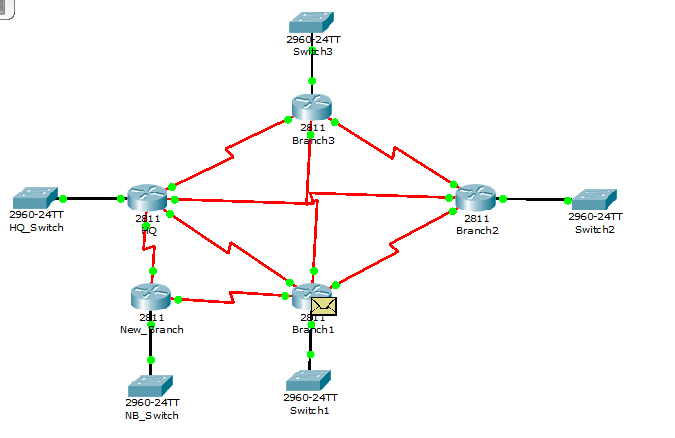 2960-24TT
Switch3
2811
Branch3
2960-24TT
HQ_Switch
2811
HQ
2811
Branch2
2960-24TT
Switch2
2811
New_Branch
2811
Branch1
2960-24TT
NB_Switch
2960-24TT
Switch1